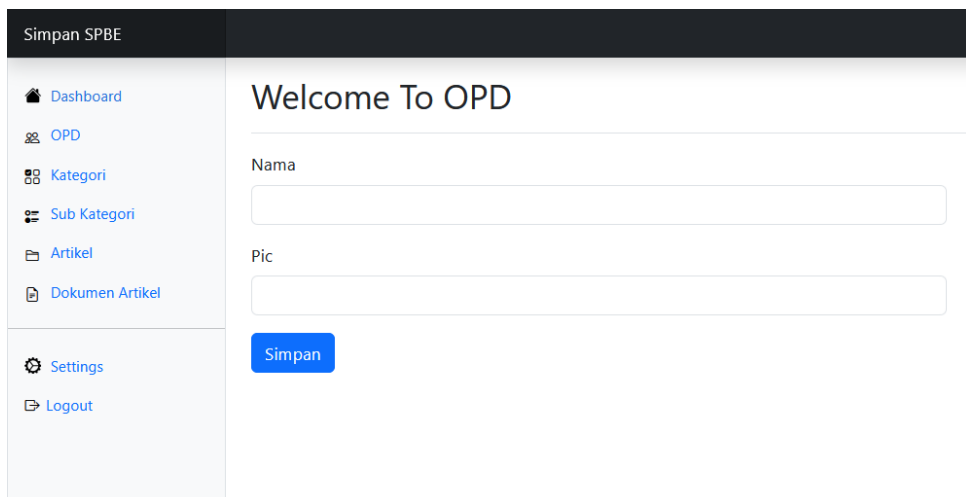 Simpan SPBE
Dashboard
OPD
Kategori
Sub Kategori
Artikel
Dokumen Artikel
Settings
Logout
Welcome To OPD
Nama
Pic
Simpan